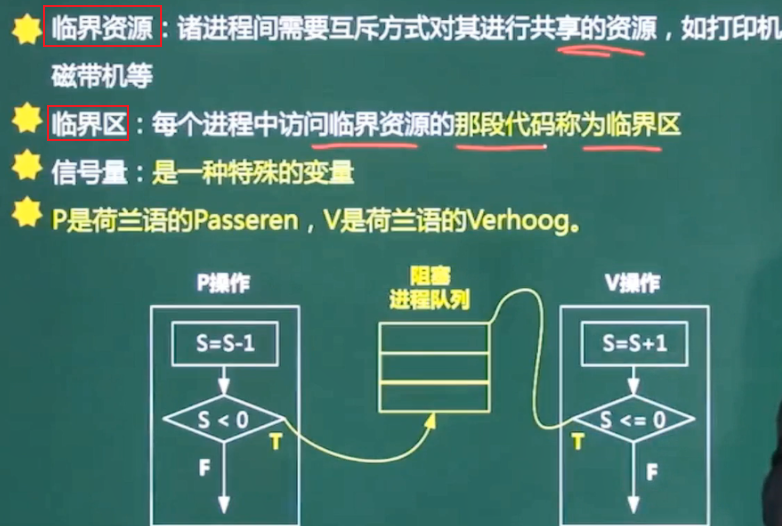 临界资源：诸进程间需要互斥方式对其进行共享的资源，如打印机
磁带机等
临界区：每个进程中访问临界资源的那段代码称为临界区
信号量：是一种特殊的变量
P是荷兰语的Passeren，V是荷兰语的Verhoog。
P操作
阻塞
进程队列
V操作
S=S-1
S=S+1
S < 0
S <= 0
T
T
F
F